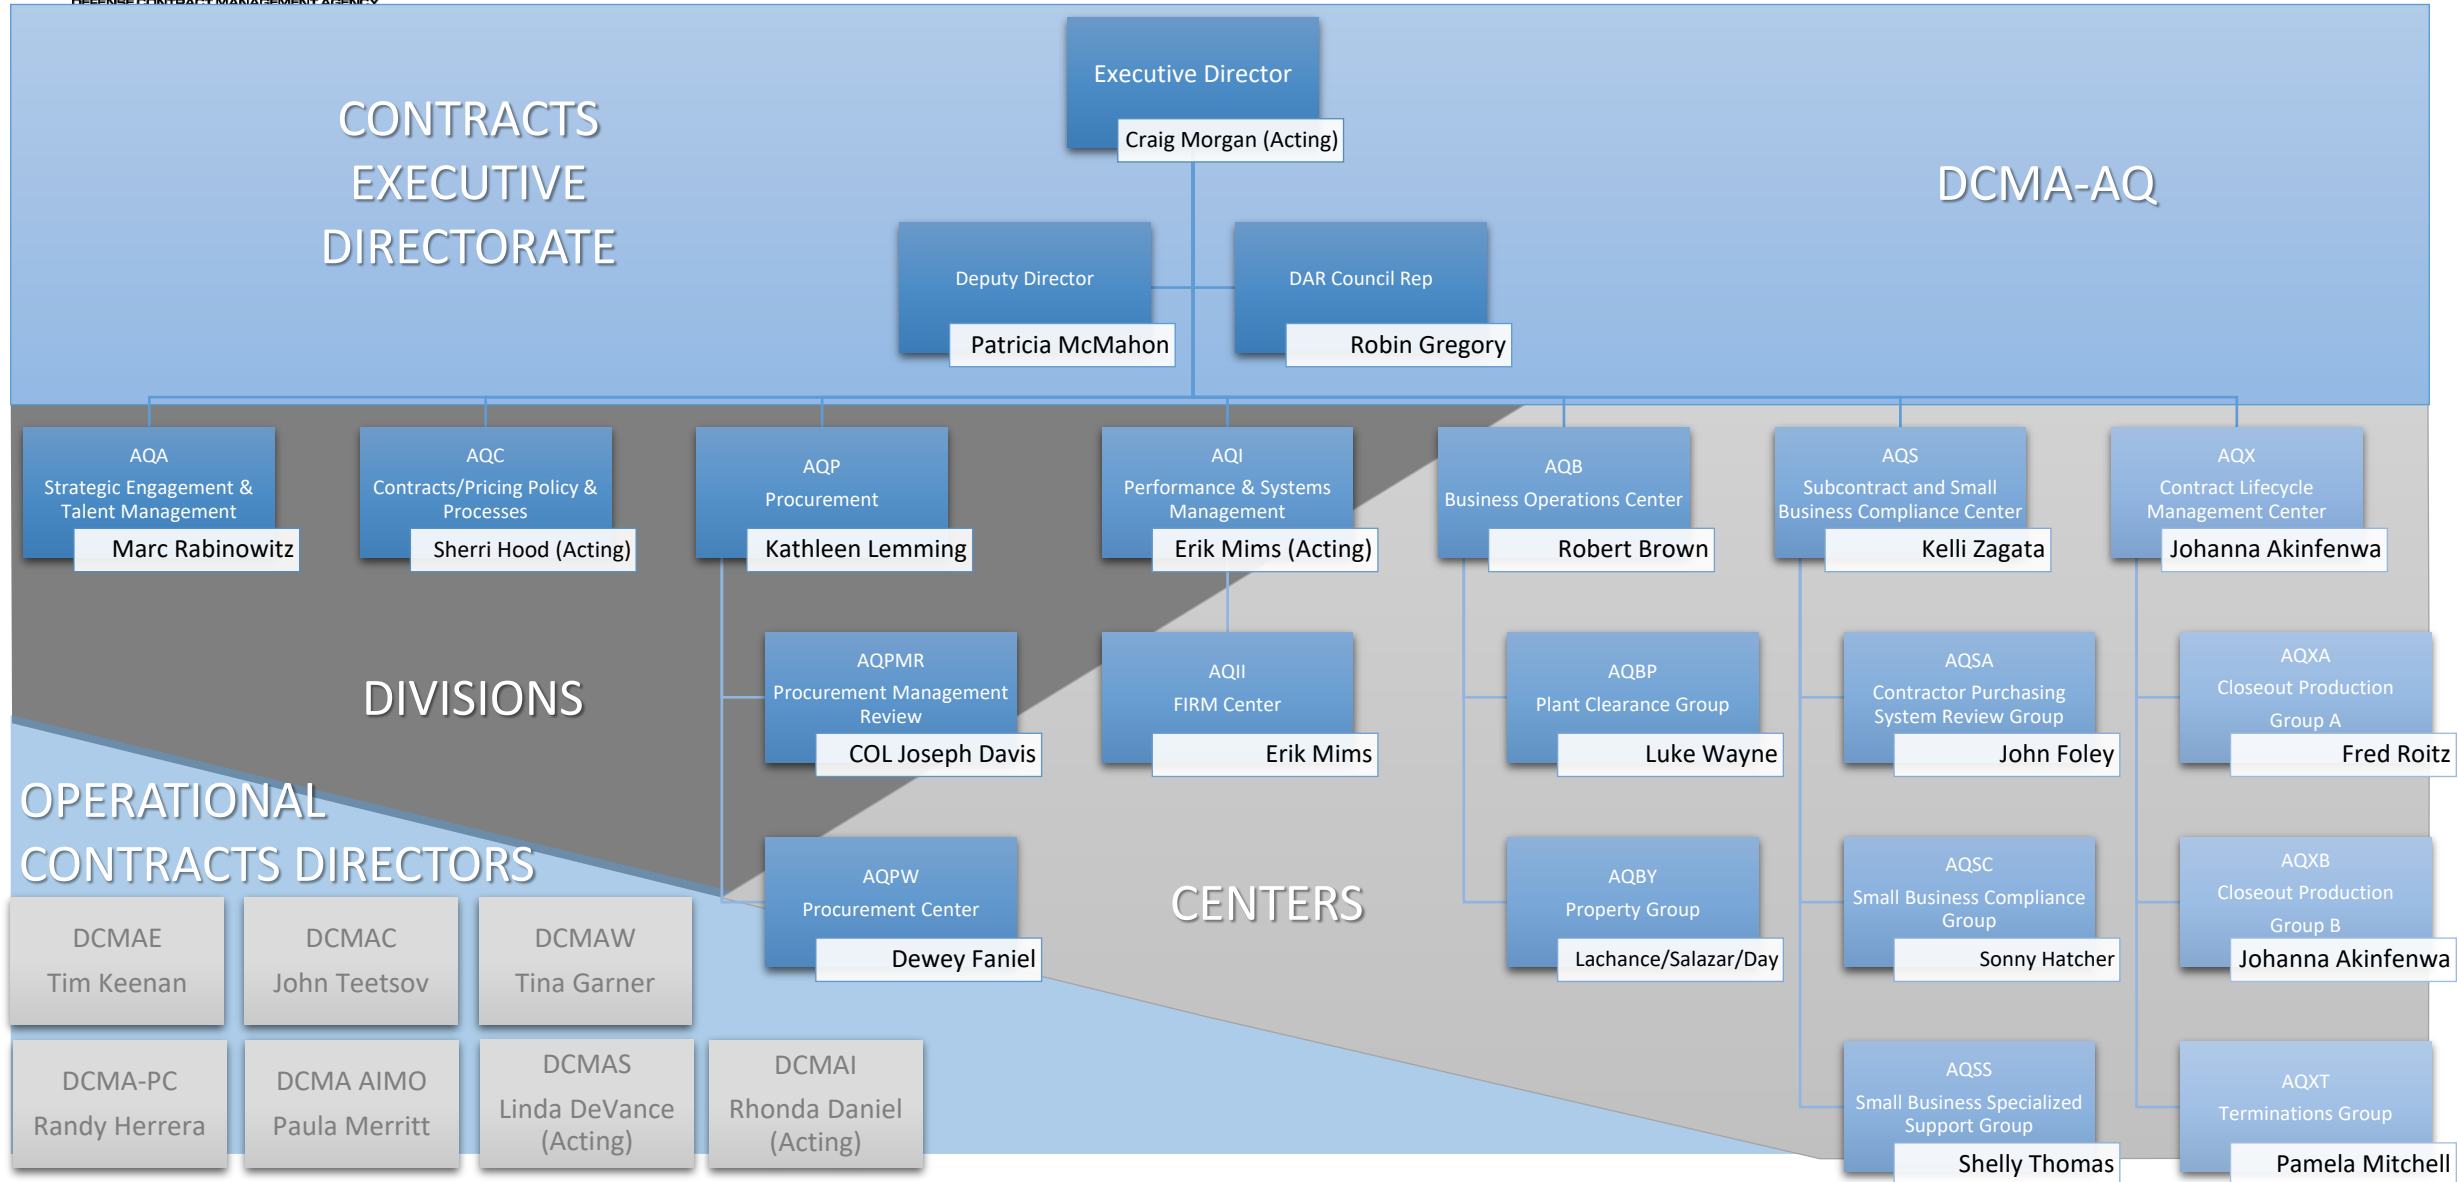 DEFENSE CONTRACT MANAGEMENT AGENCY
CONTRACTS
EXECUTIVE
DIRECTORATE
Executive Director
Craig Morgan (Acting)
DCMA-AQ
Deputy Director
Patricia McMahon
DAR Council Rep
Robin Gregory
AQA
Strategic Engagement &
Talent Management
Marc Rabinowitz
AQC
Contracts/Pricing Policy &
Processes
Sherri Hood (Acting)
AQP
Procurement
Kathleen Lemming
AQI
Performance & Systems
Management
Erik Mims (Acting)
AQB
Business Operations Center
Robert Brown
AQS
Subcontract and Small
Business Compliance Center
Kelli Zagata
AQX
Contract Lifecycle
Management Center
Johanna Akinfenwa
DIVISIONS
AQPMR
Procurement Management
Review
COL Joseph Davis
AQII
FIRM Center
Erik Mims
AQBP
Plant Clearance Group
Luke Wayne
AQSA
Contractor Purchasing
System Review Group
John Foley
AQXA
Closeout Production
Group A
Fred Roitz
AQPW
Procurement Center
Dewey Faniel
CENTERS
AQBY
Property Group
Lachance/Salazar/Day
AQSC
Small Business Compliance
Group
Sonny Hatcher
AQXB
Closeout Production
Group B
Johanna Akinfenwa
AQSS
Small Business Specialized
Support Group
Shelly Thomas
AQXT
Terminations Group
Pamela Mitchell
OPERATIONAL
CONTRACTS DIRECTORS
DCMAE
Tim Keenan
DCMAC
John Teetsov
DCMAW
Tina Garner
DCMA-PC
Randy Herrera
DCMA AIMO
Paula Merritt
DCMAS
Linda DeVance
(Acting)
DCMAI
Rhonda Daniel
(Acting)